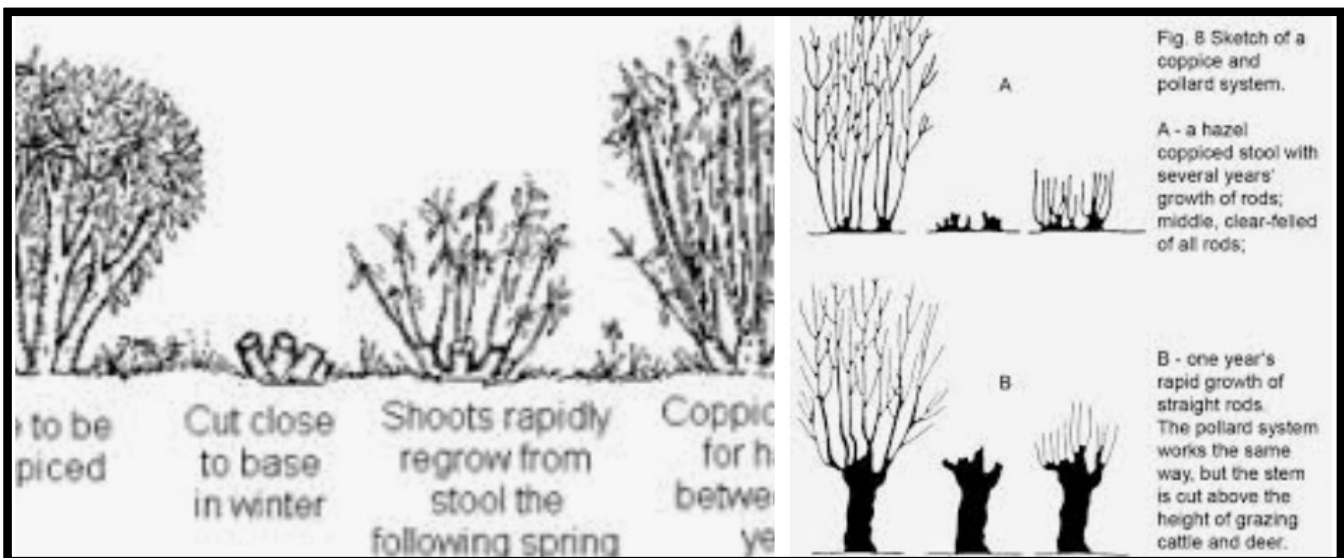 to be
piced
Cut close
to base
in winter
Shoots rapidly
regrow from
stool the
following spring
Coppic
for h
betwe
ye
A
Fig. 8 Sketch of a
coppice and
pollard system.
A - a hazel
coppiced stool with
several years'
growth of rods;
middle, clear-felled
of all rods;
B
B - one year's
rapid growth of
straight rods.
The pollard system
works the same
way, but the stem
is cut above the
height of grazing
cattle and deer.